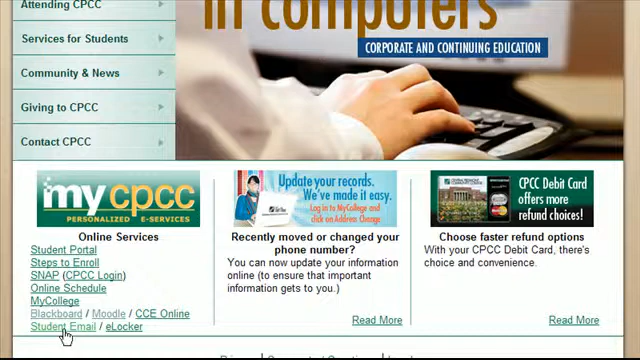 Attending CPCC
in computers
Services for Students
CORPORATE AND CONTINUING EDUCATION
Community & News
Giving to CPCC
Contact CPCC
my cpcc
PERSONALIZED E-SERVICES
Online Services
Student Portal
Steps to Enroll
SNAP (CPCC Login)
Online Schedule
MyCollege
Blackboard / Moodle / CCE Online
Student Email / eLocker
Update your records.
We've made it easy.
Log in to MyCollege and
click on Address Change
Recently moved or changed your
phone number?
You can now update your information
online (to ensure that important
information gets to you.)
Read More
CPCC Debit Card
offers more
refund choices!
Choose faster refund options
With your CPCC Debit Card, there's
choice and convenience.
Read More